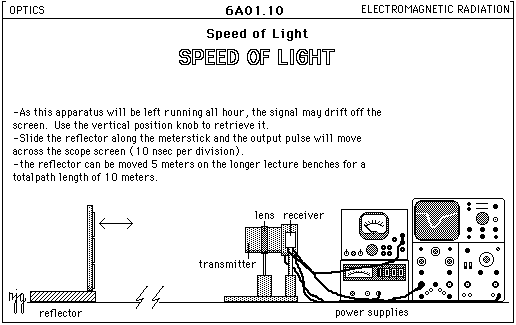 OPTICS 6A01.10 ELECTROMAGNETIC RADIATION
Speed of Light
SPEED OF LIGHT
-As this apparatus will be left running all hour, the signal may drift off the
screen. Use the vertical position knob to retrieve it.
-Slide the reflector along the meterstick and the output pulse will move
across the scope screen (10 nsec per division).
-the reflector can be moved 5 meters on the longer lecture benches for a
totalpath length of 10 meters.
lens receiver
transmitter
njg
reflector
power supplies